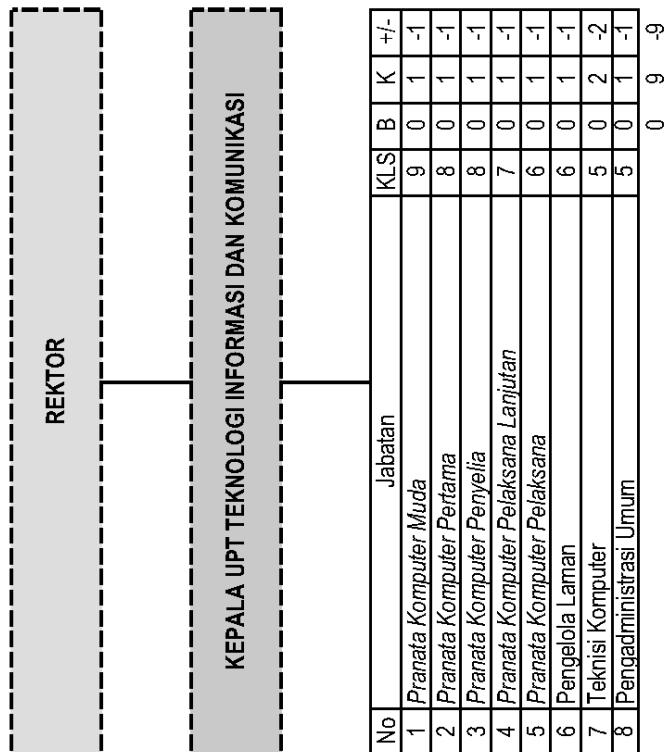 REKTOR
KEPALA UPT TEKNOLOGI INFORMASI DAN KOMUNIKASI
No Jabatan KLS B K +/-
1 Pranata Komputer Muda 9 0 1 -1
2 Pranata Komputer Pertama 8 0 1 -1
3 Pranata Komputer Penyelia 8 0 1 -1
4 Pranata Komputer Pelaksana Lanjutan 7 0 1 -1
5 Pranata Komputer Pelaksana 6 0 1 -1
6 Pengelola Laman 6 0 1 -1
7 Teknisi Komputer 5 0 2 -2
8 Pengadministrasi Umum 5 0 1 -1
0 9 -9